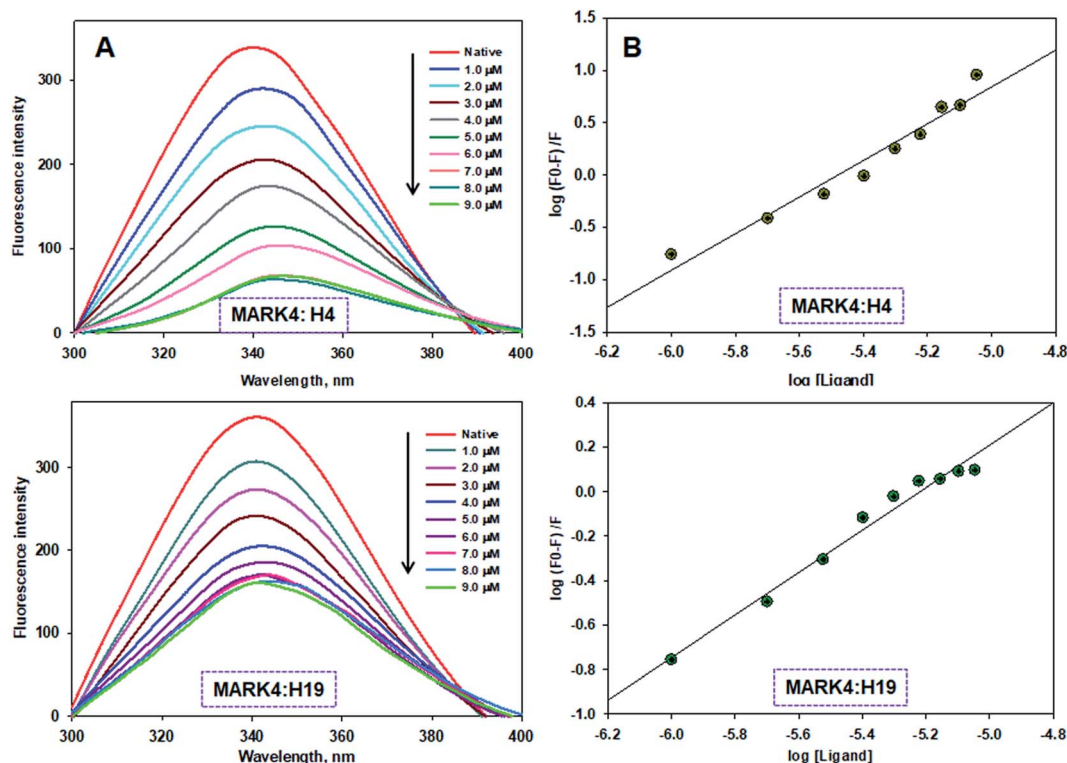 A
300
200
100
0
Fluorescence intensity
300 320 340 360 380 400
Wavelength, nm
Native
1.0 µM
2.0 µM
3.0 µM
4.0 µM
5.0 µM
6.0 µM
7.0 µM
8.0 µM
9.0 µM
MARK4: H4
B
1.5
1.0
0.5
0.0
-0.5
-1.0
-1.5
log (F0-F) /F
-6.2 -6.0 -5.8 -5.6 -5.4 -5.2 -5.0 -4.8
log [Ligand]
MARK4:H4
300
200
100
0
Fluorescence intensity
300 320 340 360 380 400
Wavelength, nm
Native
1.0 µM
2.0 µM
3.0 µM
4.0 µM
5.0 µM
6.0 µM
7.0 µM
8.0 µM
9.0 µM
MARK4:H19
0.4
0.2
0.0
-0.2
-0.4
-0.6
-0.8
-1.0
log (F0-F) /F
-6.2 -6.0 -5.8 -5.6 -5.4 -5.2 -5.0 -4.8
log [Ligand]
MARK4:H19